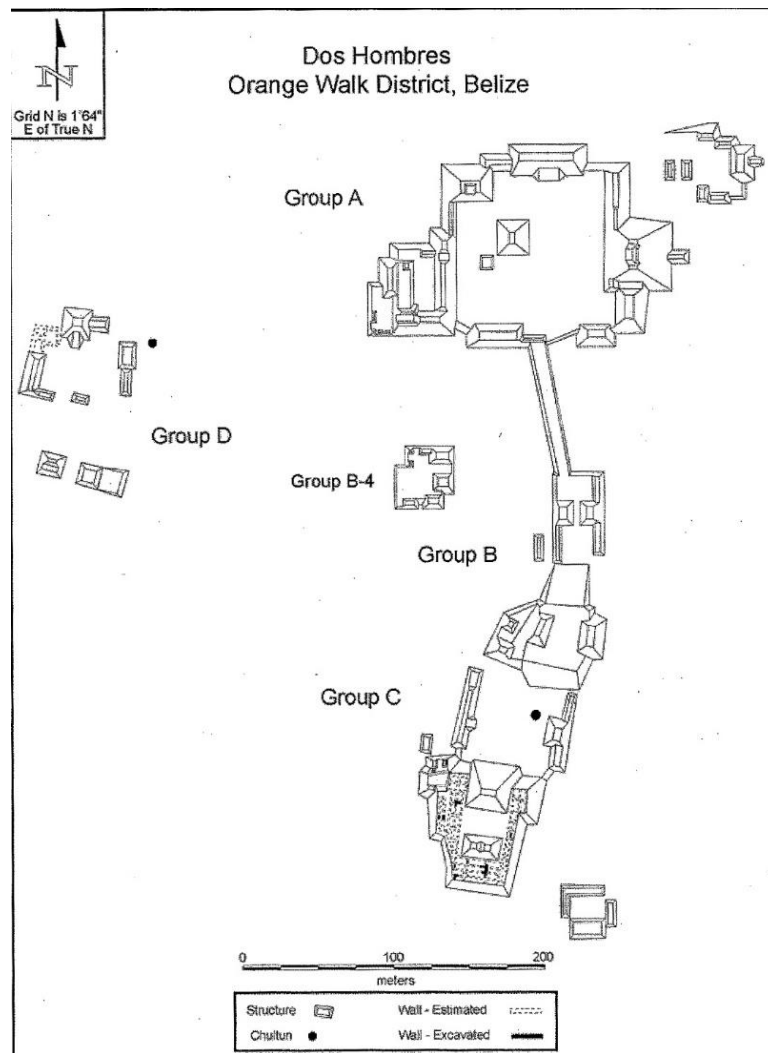 Dos Hombres
Orange Walk District, Belize
N
Grid N is 1°64"
E of True N
Group A
Group D
Group B-4
Group B
Group C
0 100 200
meters
Structure Wall - Estimated
Chultun Wall - Excavated